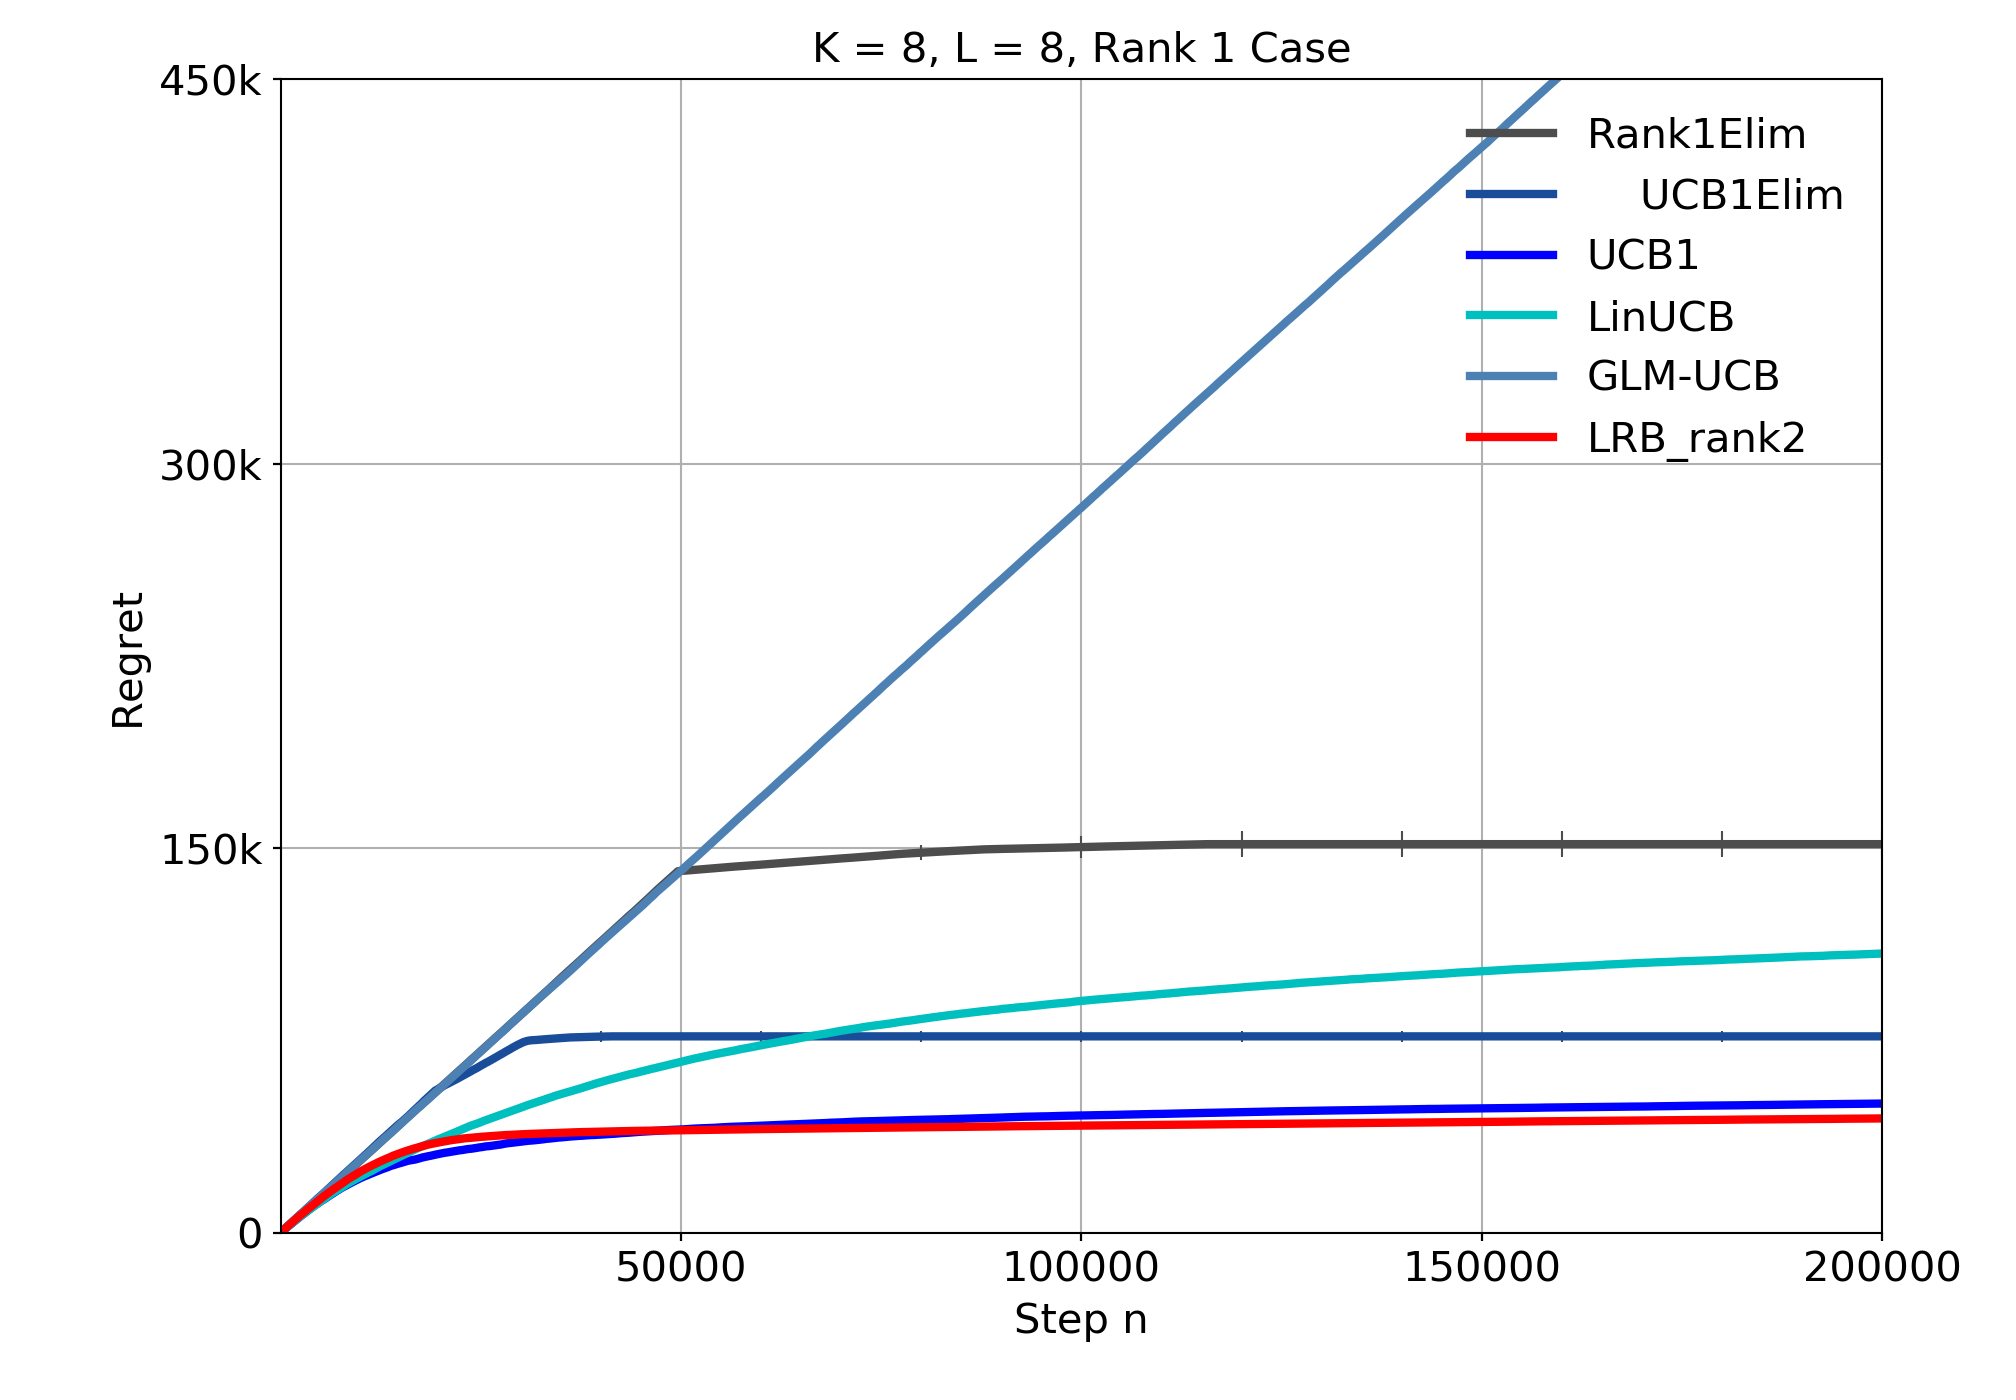 K = 8, L = 8, Rank 1 Case
450k
300k
150k
0
Regret
Rank1Elim
UCB1Elim
UCB1
LinUCB
GLM-UCB
LRB_rank2
50000 100000 150000 200000
Step n